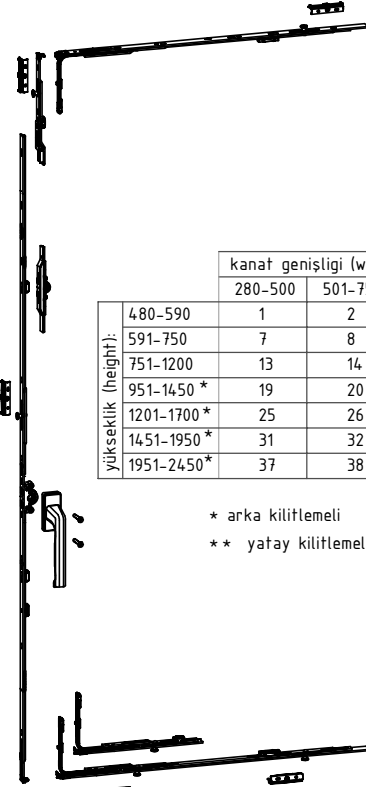 kanat genişligi (w
280-500 501-7
yükseklik (height):
480-590 1 2
591-750 7 8
751-1200 13 14
951-1450 * 19 20
1201-1700 * 25 26
1451-1950 * 31 32
1951-2450* 37 38
* arka kilitlemeli
** yatay kilitlemel